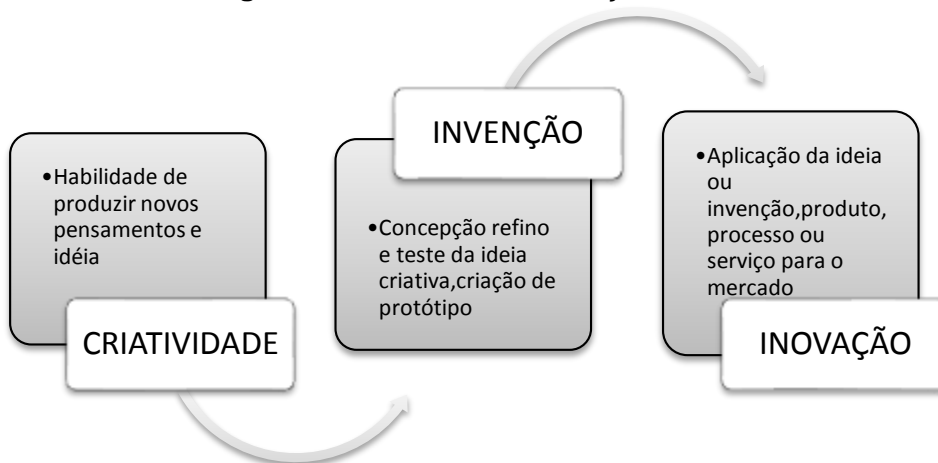 •Habilidade de
produzir novos
pensamentos e
idéia
CRIATIVIDADE
INVENÇÃO
•Concepção refino
e teste da ideia
criativa,criação de
protótipo
•Aplicação da ideia
ou
invenção,produto,
processo ou
serviço para o
mercado
INOVAÇÃO